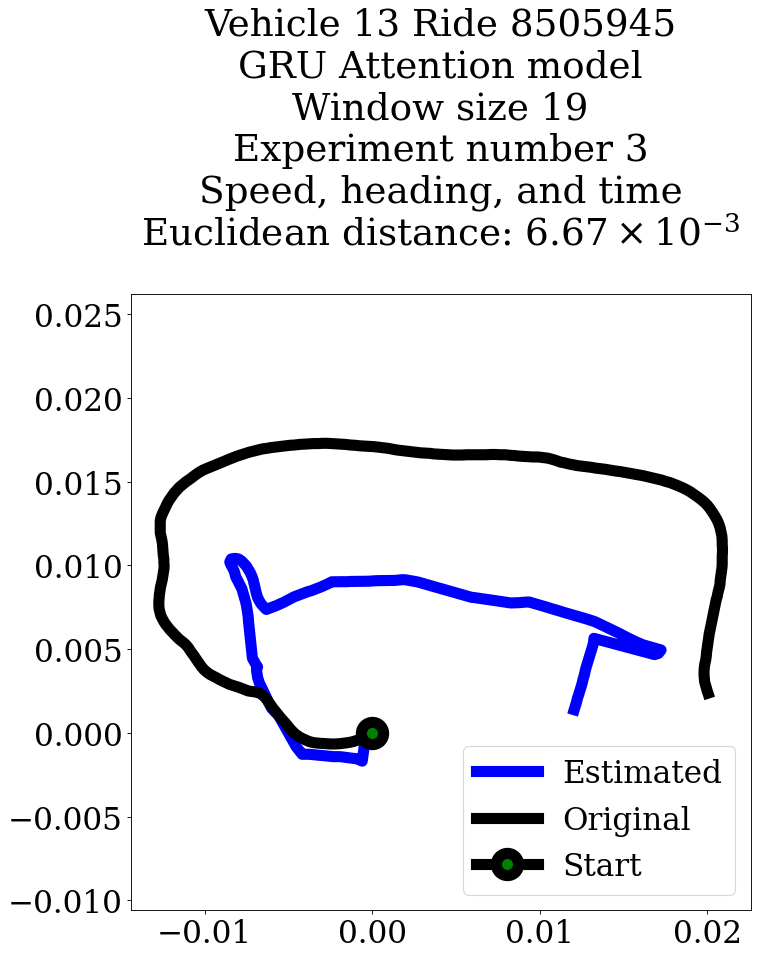 Vehicle 13 Ride 8505945
GRU Attention model
Window size 19
Experiment number 3
Speed, heading, and time
Euclidean distance: 6.67 × 10⁻³
0.025
0.020
0.015
0.010
0.005
0.000
−0.005
−0.010
−0.01
0.00
0.01
0.02
Estimated
Original
Start